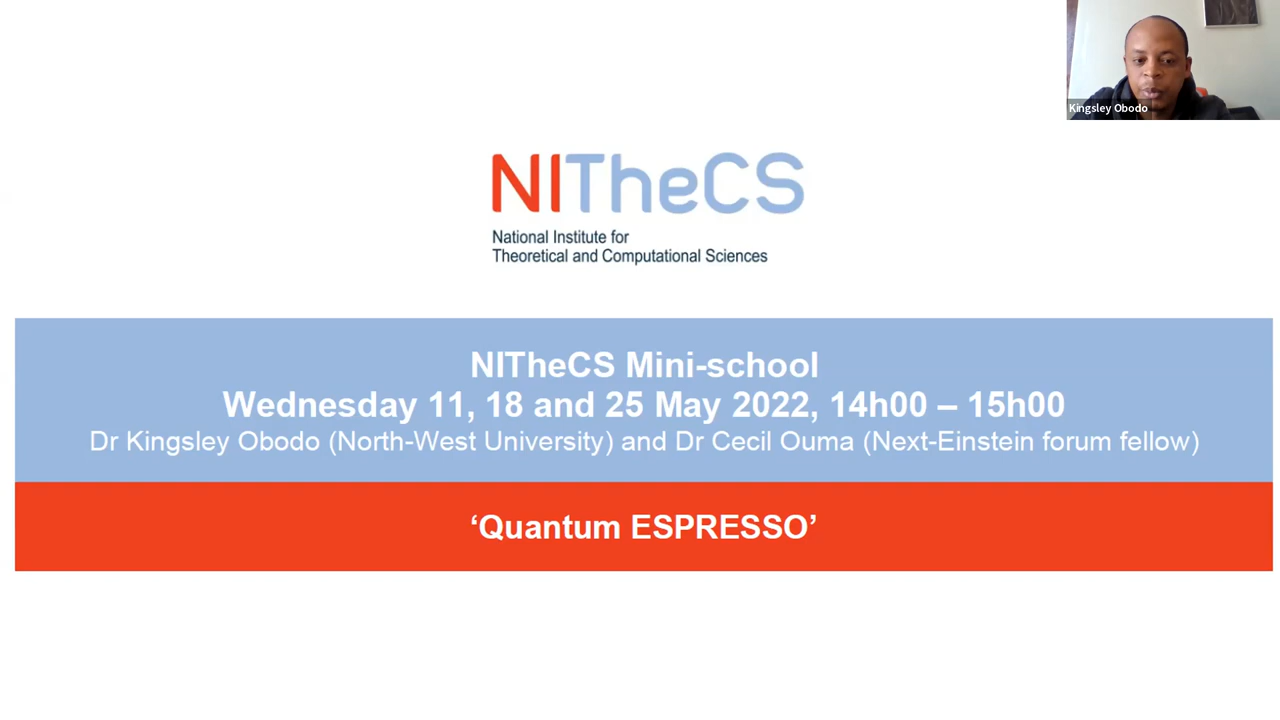 Kingsley Obodo
NITheCS
National Institute for
Theoretical and Computational Sciences
NITheCS Mini-school
Wednesday 11, 18 and 25 May 2022, 14h00 – 15h00
Dr Kingsley Obodo (North-West University) and Dr Cecil Ouma (Next-Einstein forum fellow)
‘Quantum ESPRESSO’